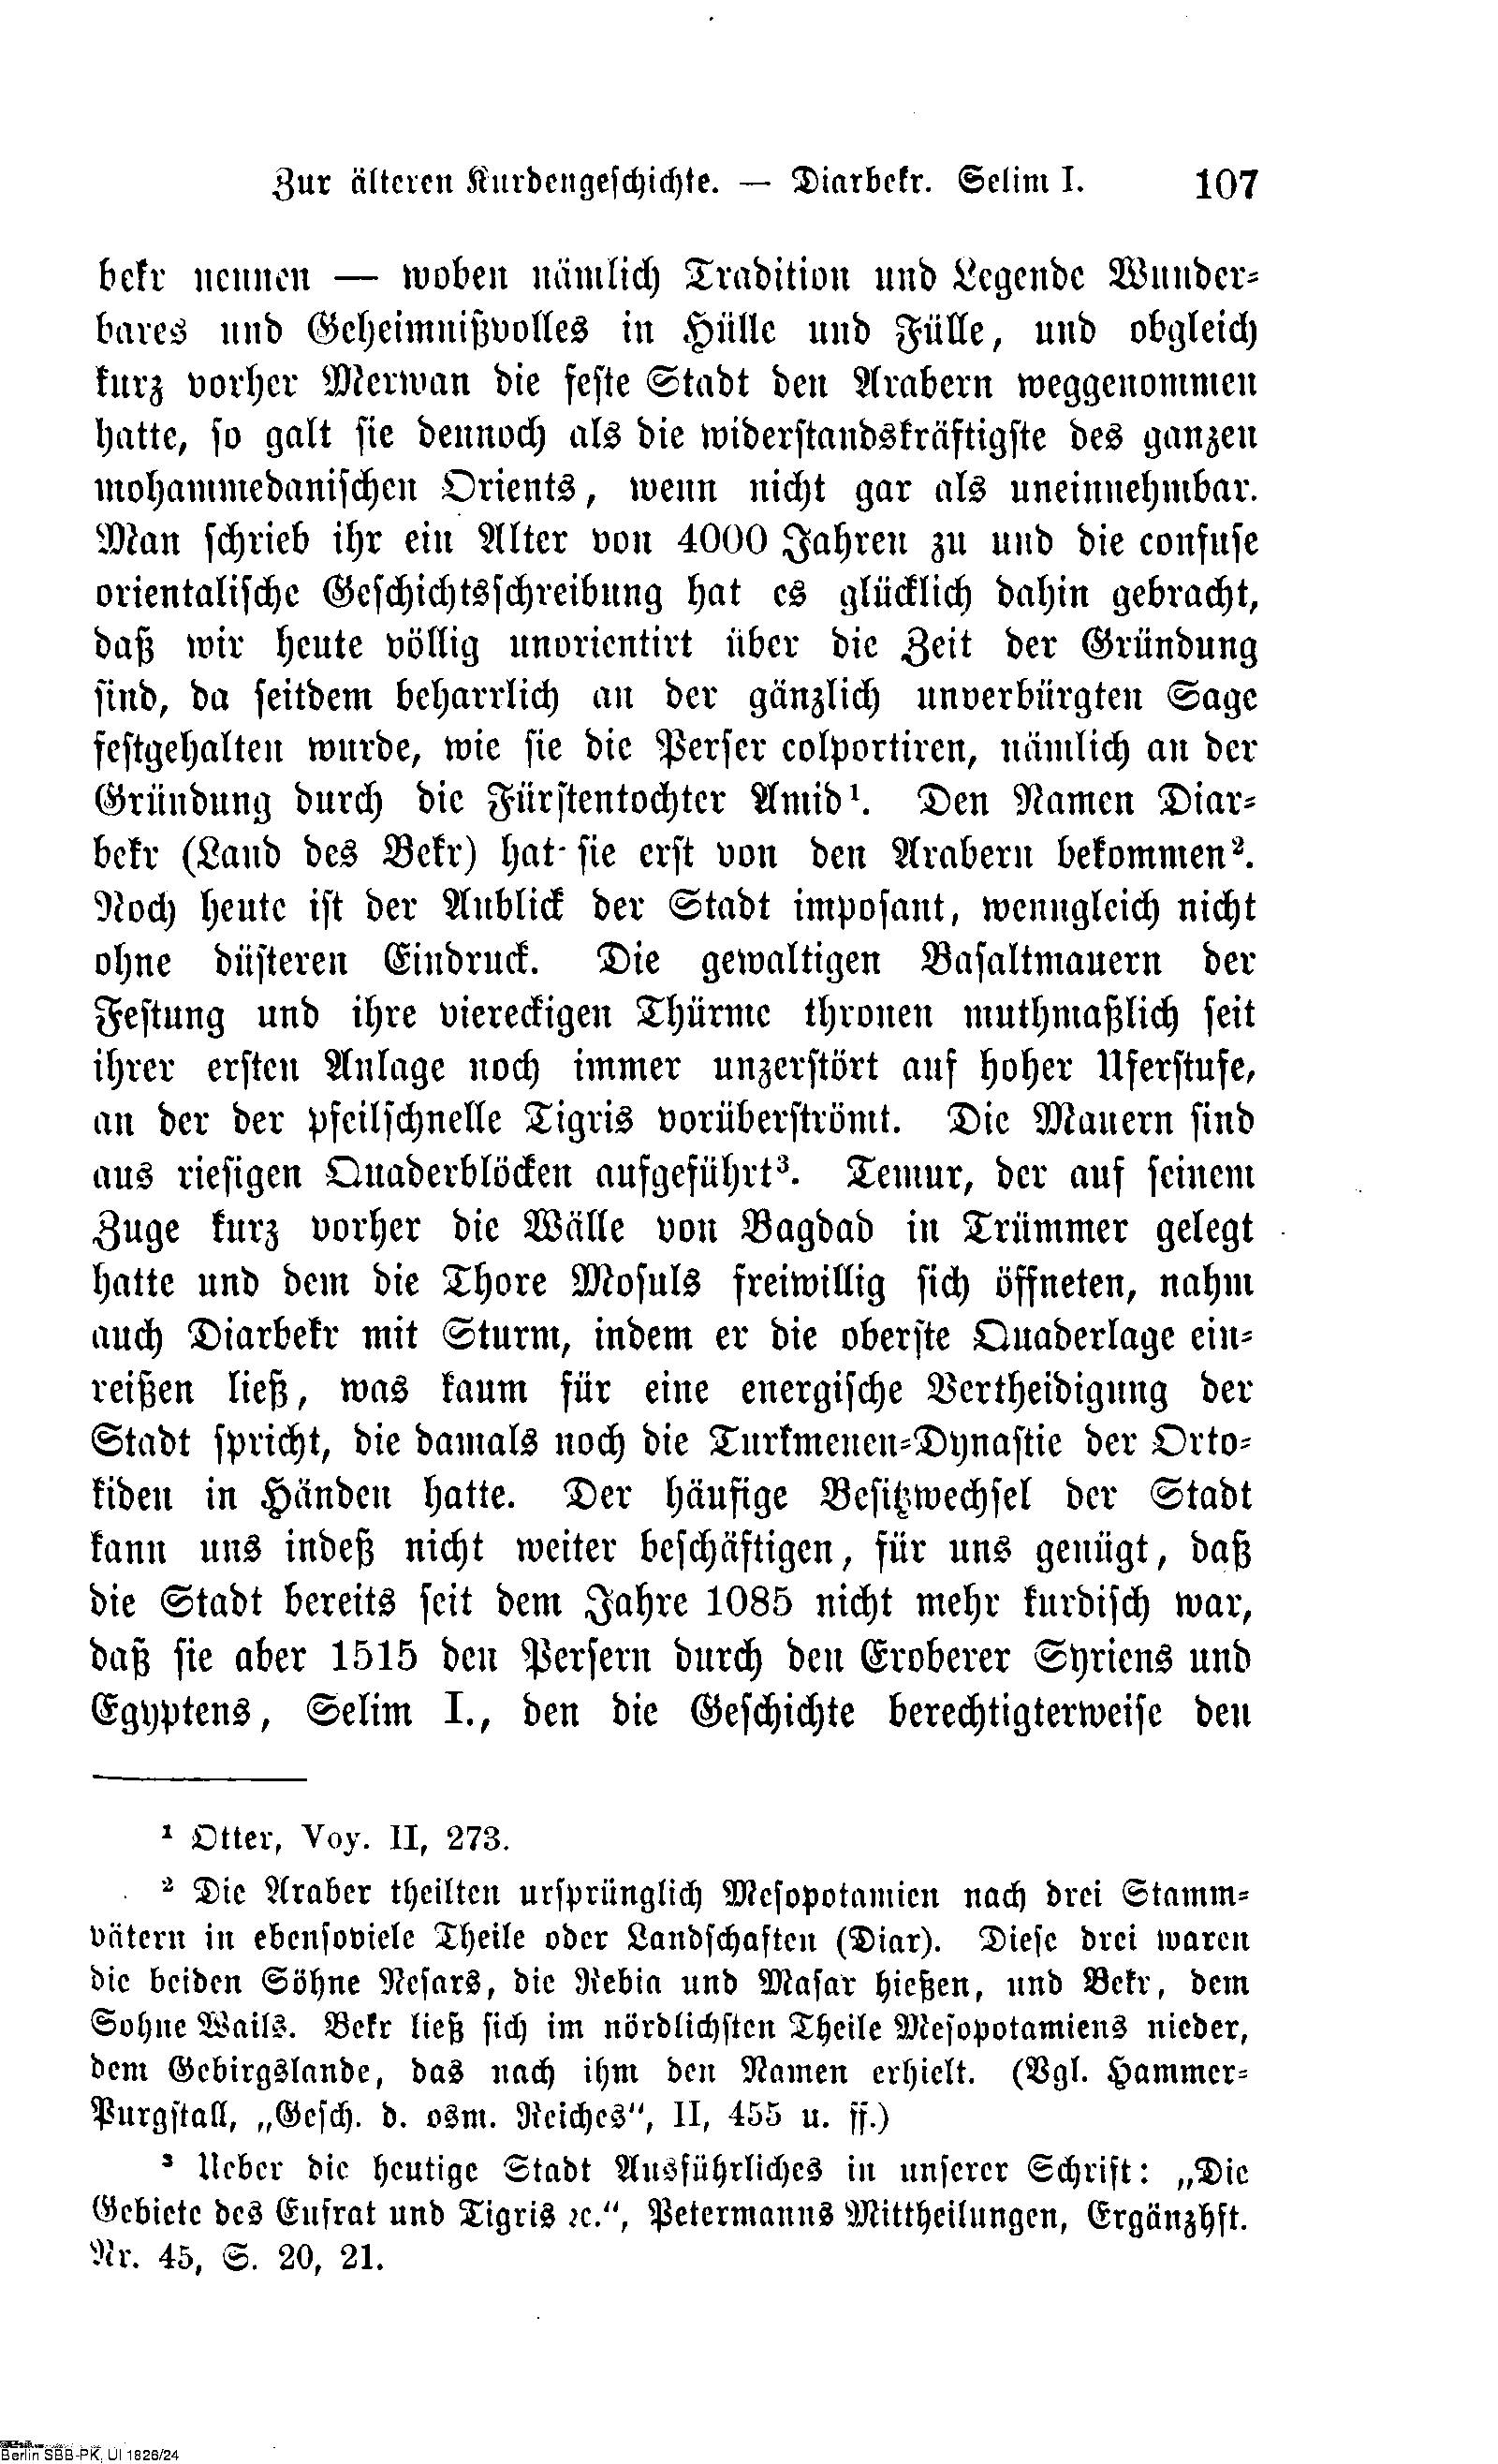 Zur älteren Kurdengeschichte. — Diarbekr. Selim I. 107
bekr nennen — woben nämlich Tradition und Legende Wunder-
bares und Geheimnißvolles in Hülle und Fülle, und obgleich
kurz vorher Merwan die feste Stadt den Arabern weggenommen
hatte, so galt sie dennoch als die widerstandskräftigste des ganzen
mohammedanischen Orients, wenn nicht gar als uneinnehmbar.
Man schrieb ihr ein Alter von 4000 Jahren zu und die confuse
orientalische Geschichtsschreibung hat es glücklich dahin gebracht,
daß wir heute völlig unorientirt über die Zeit der Gründung
sind, da seitdem beharrlich an der gänzlich unverbürgten Sage
festgehalten wurde, wie sie die Perser colportiren, nämlich an der
Gründung durch die Fürstentochter Amid¹. Den Namen Diar-
bekr (Land des Bekr) hat sie erst von den Arabern bekommen².
Noch heute ist der Anblick der Stadt imposant, wenngleich nicht
ohne düsteren Eindruck. Die gewaltigen Basaltmauern der
Festung und ihre viereckigen Thürme thronen muthmaßlich seit
ihrer ersten Anlage noch immer unzerstört auf hoher Uferstufe,
an der der pfeilschnelle Tigris vorüberströmt. Die Mauern sind
aus riesigen Quaderblöcken aufgeführt³. Temur, der auf seinem
Zuge kurz vorher die Wälle von Bagdad in Trümmer gelegt
hatte und dem die Thore Mosuls freiwillig sich öffneten, nahm
auch Diarbekr mit Sturm, indem er die oberste Quaderlage ein-
reißen ließ, was kaum für eine energische Vertheidigung der
Stadt spricht, die damals noch die Turkmenen-Dynastie der Orto-
kiden in Händen hatte. Der häufige Besitzwechsel der Stadt
kann uns indeß nicht weiter beschäftigen, für uns genügt, daß
die Stadt bereits seit dem Jahre 1085 nicht mehr kurdisch war,
daß sie aber 1515 den Persern durch den Eroberer Syriens und
Egyptens, Selim I., den die Geschichte berechtigterweise den
¹ Otter, Voy. II, 273.
² Die Araber theilten ursprünglich Mesopotamien nach drei Stamm-
vätern in ebensoviele Theile oder Landschaften (Diar). Diese drei waren
die beiden Söhne Nesars, die Rebia und Masar hießen, und Bekr, dem
Sohne Wails. Bekr ließ sich im nördlichsten Theile Mesopotamiens nieder,
dem Gebirgslande, das nach ihm den Namen erhielt. (Vgl. Hammer-
Purgstall, „Gesch. d. osm. Reiches", II, 455 u. ff.)
³ Ueber die heutige Stadt Ausführliches in unserer Schrift: „Die
Gebiete des Eufrat und Tigris ꝛc.", Petermanns Mittheilungen, Ergänzhft.
Nr. 45, S. 20, 21.
Berlin SBB-PK, Ul 1826/24